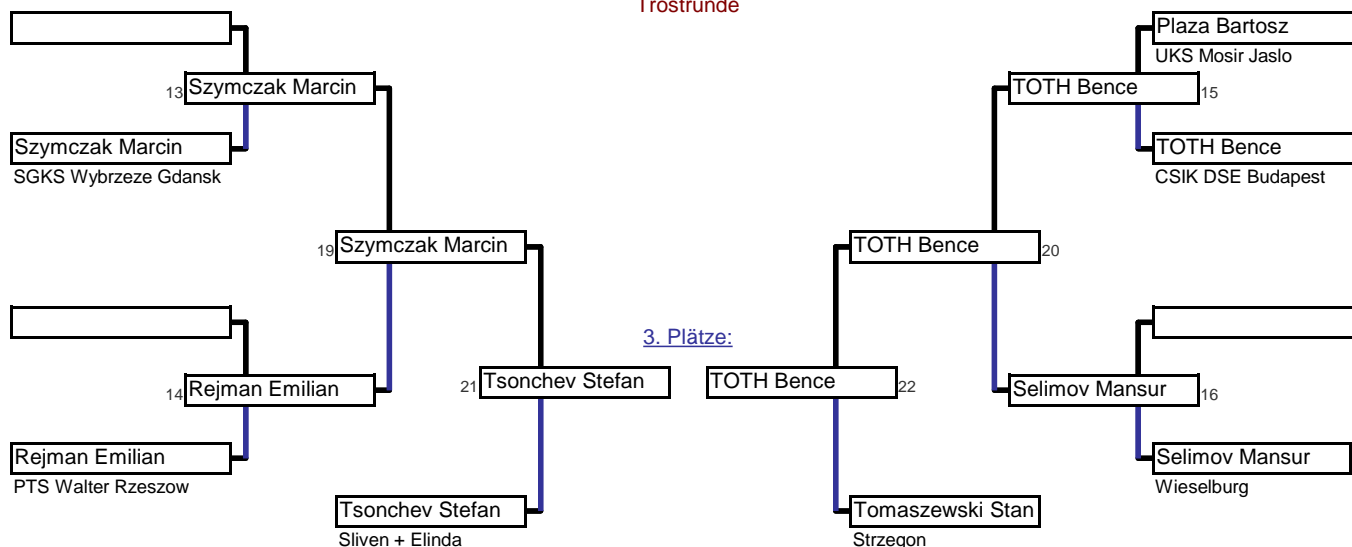 Trostrunde
Plaza Bartosz
UKS Mosir Jaslo
13 Szymczak Marcin
TOTH Bence 15
Szymczak Marcin
SGKS Wybrzeze Gdansk
TOTH Bence
CSIK DSE Budapest
19 Szymczak Marcin
TOTH Bence 20
3. Plätze:
14 Rejman Emilian
21 Tsonchev Stefan
TOTH Bence 22
Selimov Mansur 16
Rejman Emilian
PTS Walter Rzeszow
Selimov Mansur
Wieselburg
Tsonchev Stefan
Sliven + Elinda
Tomaszewski Stan
Strzegon